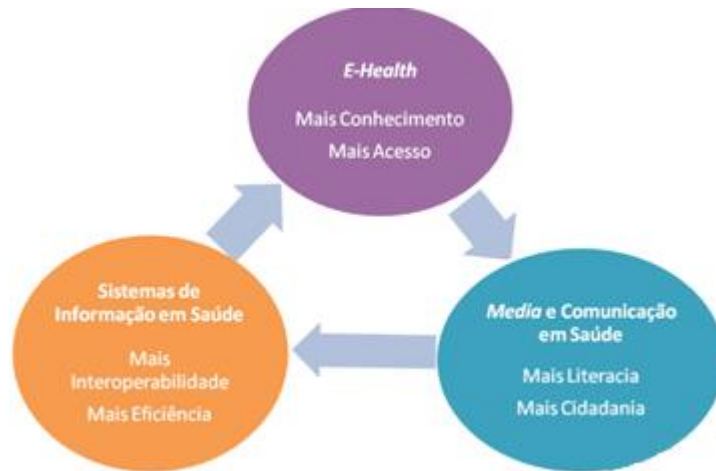 E-Health
Mais Conhecimento
Mais Acesso
Sistemas de
Informação em Saúde
Mais
Interoperabilidade
Mais Eficiência
Media e Comunicação
em Saúde
Mais Literacia
Mais Cidadania